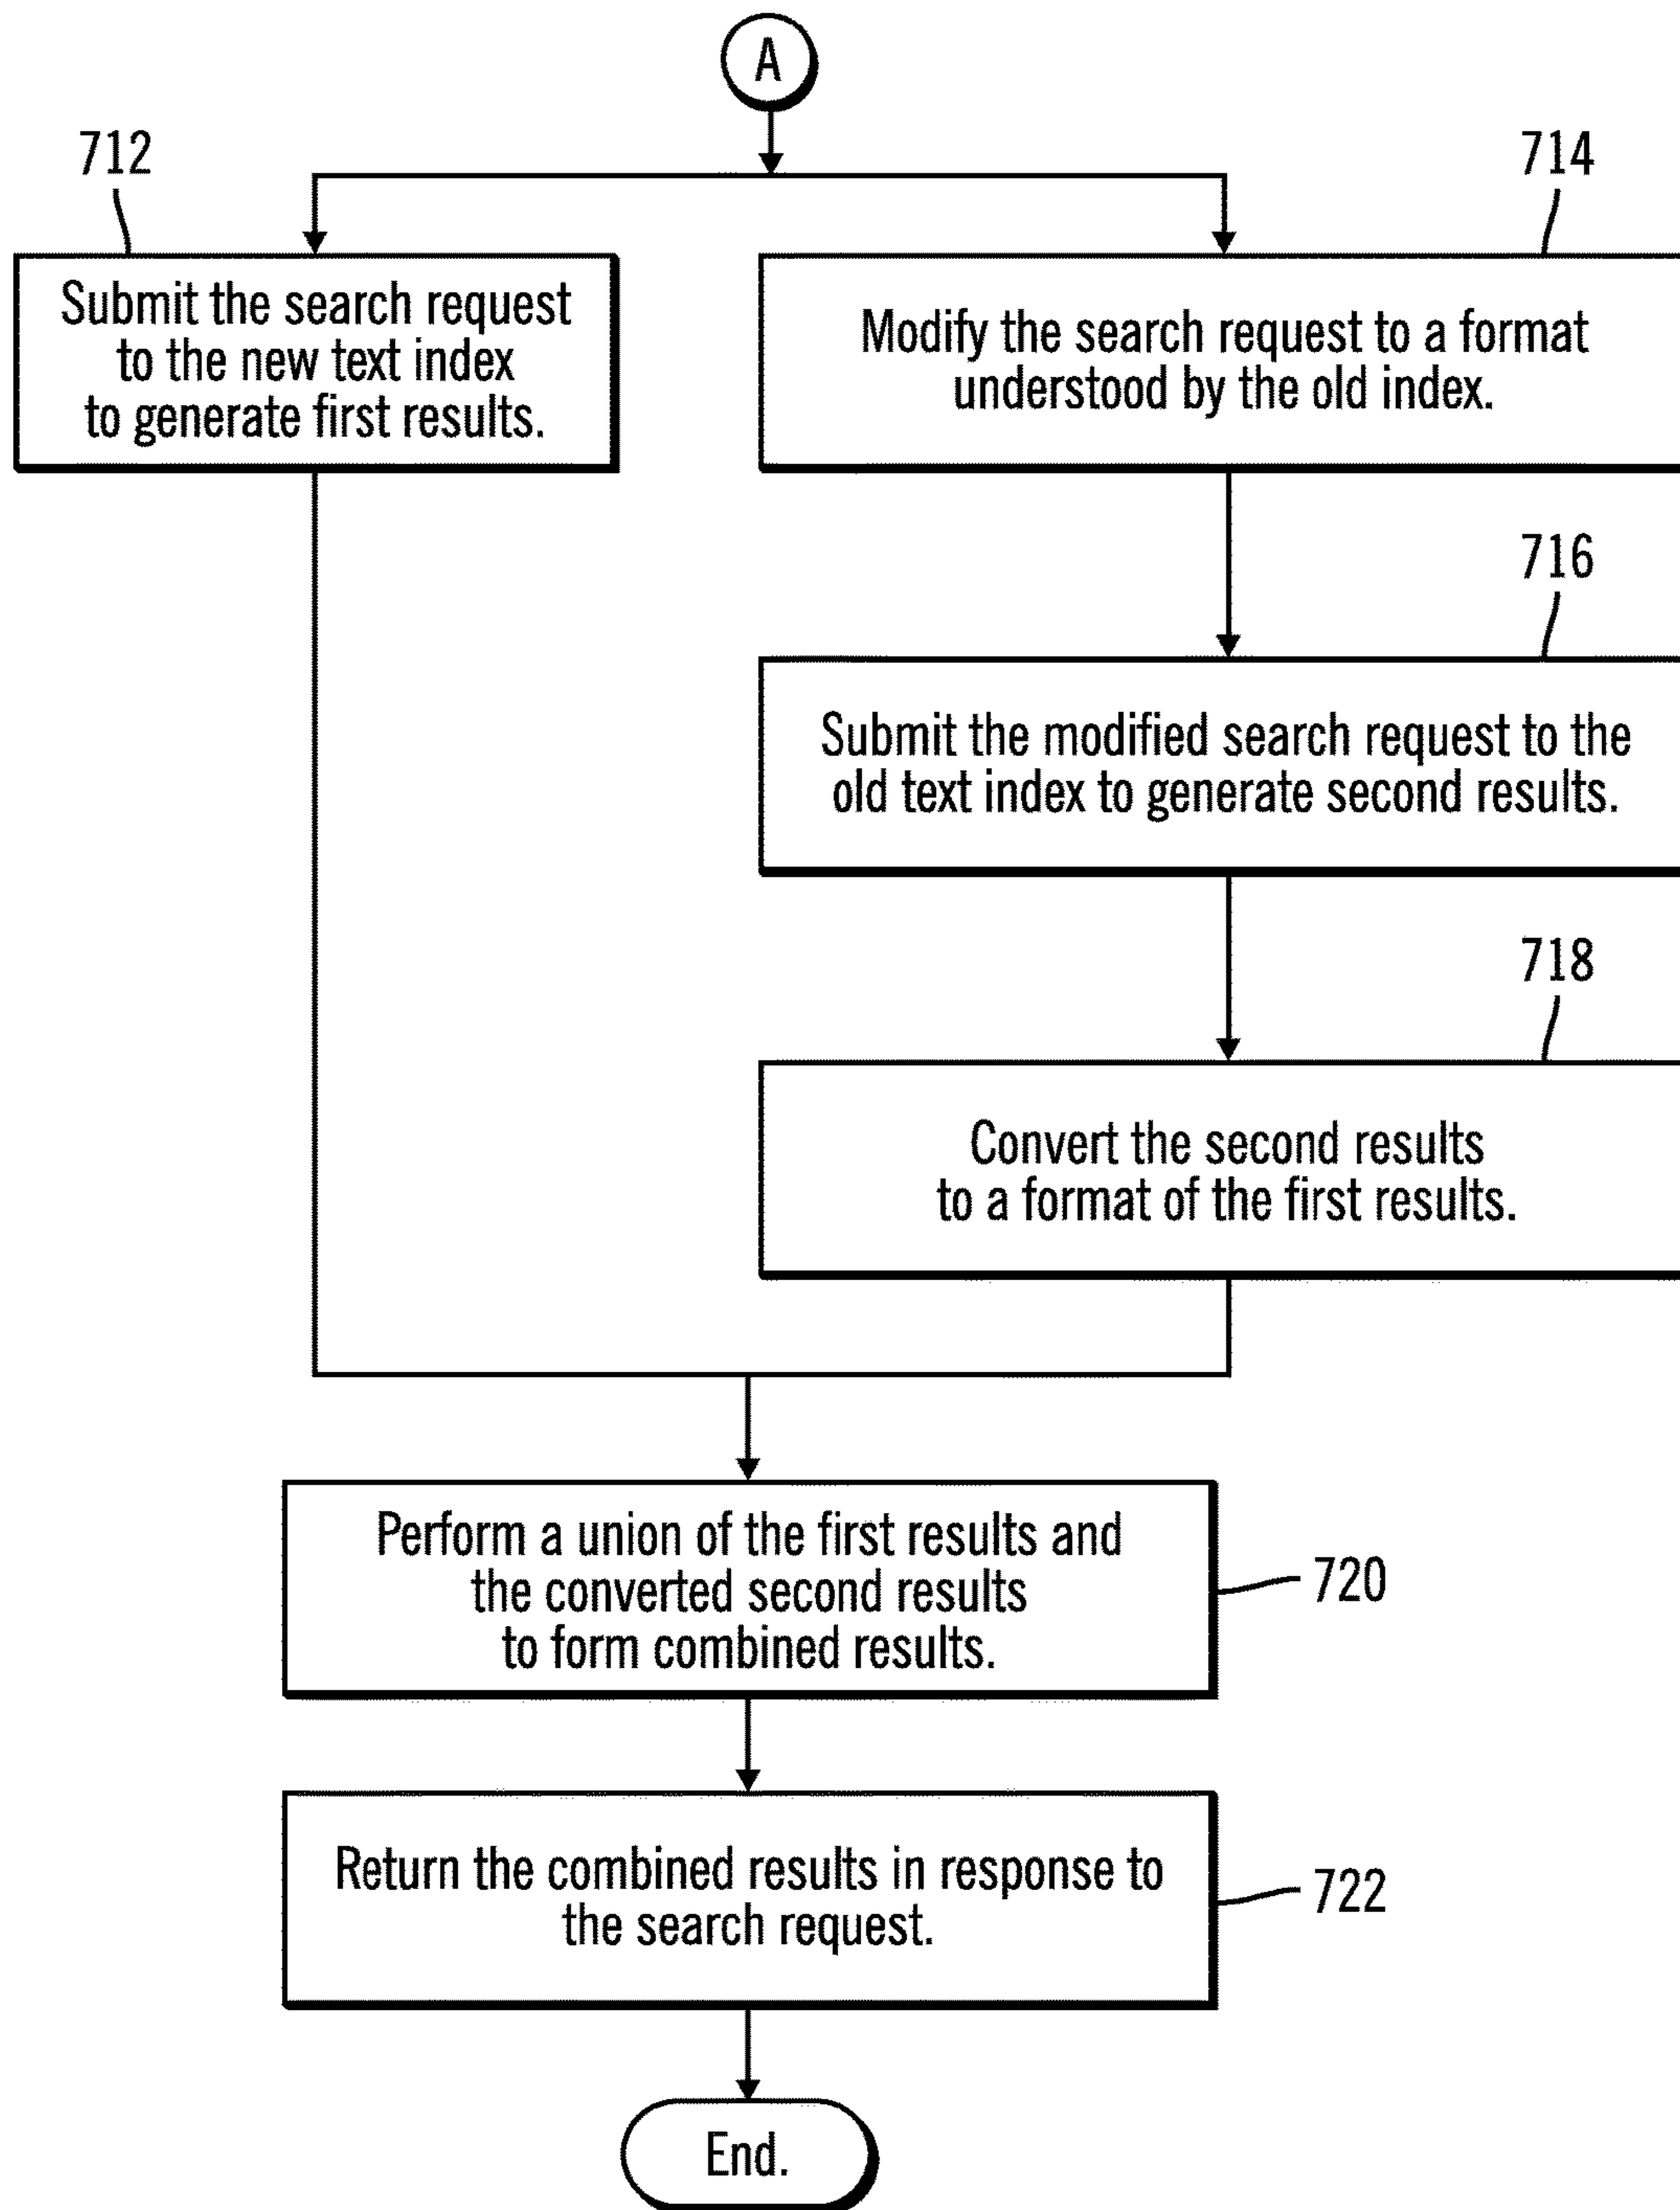 A
712
714
Submit the search request
to the new text index
to generate first results.
Modify the search request to a format
understood by the old index.
716
Submit the modified search request to the
old text index to generate second results.
718
Convert the second results
to a format of the first results.
Perform a union of the first results and
the converted second results
to form combined results.
720
Return the combined results in response to
the search request.
722
End.